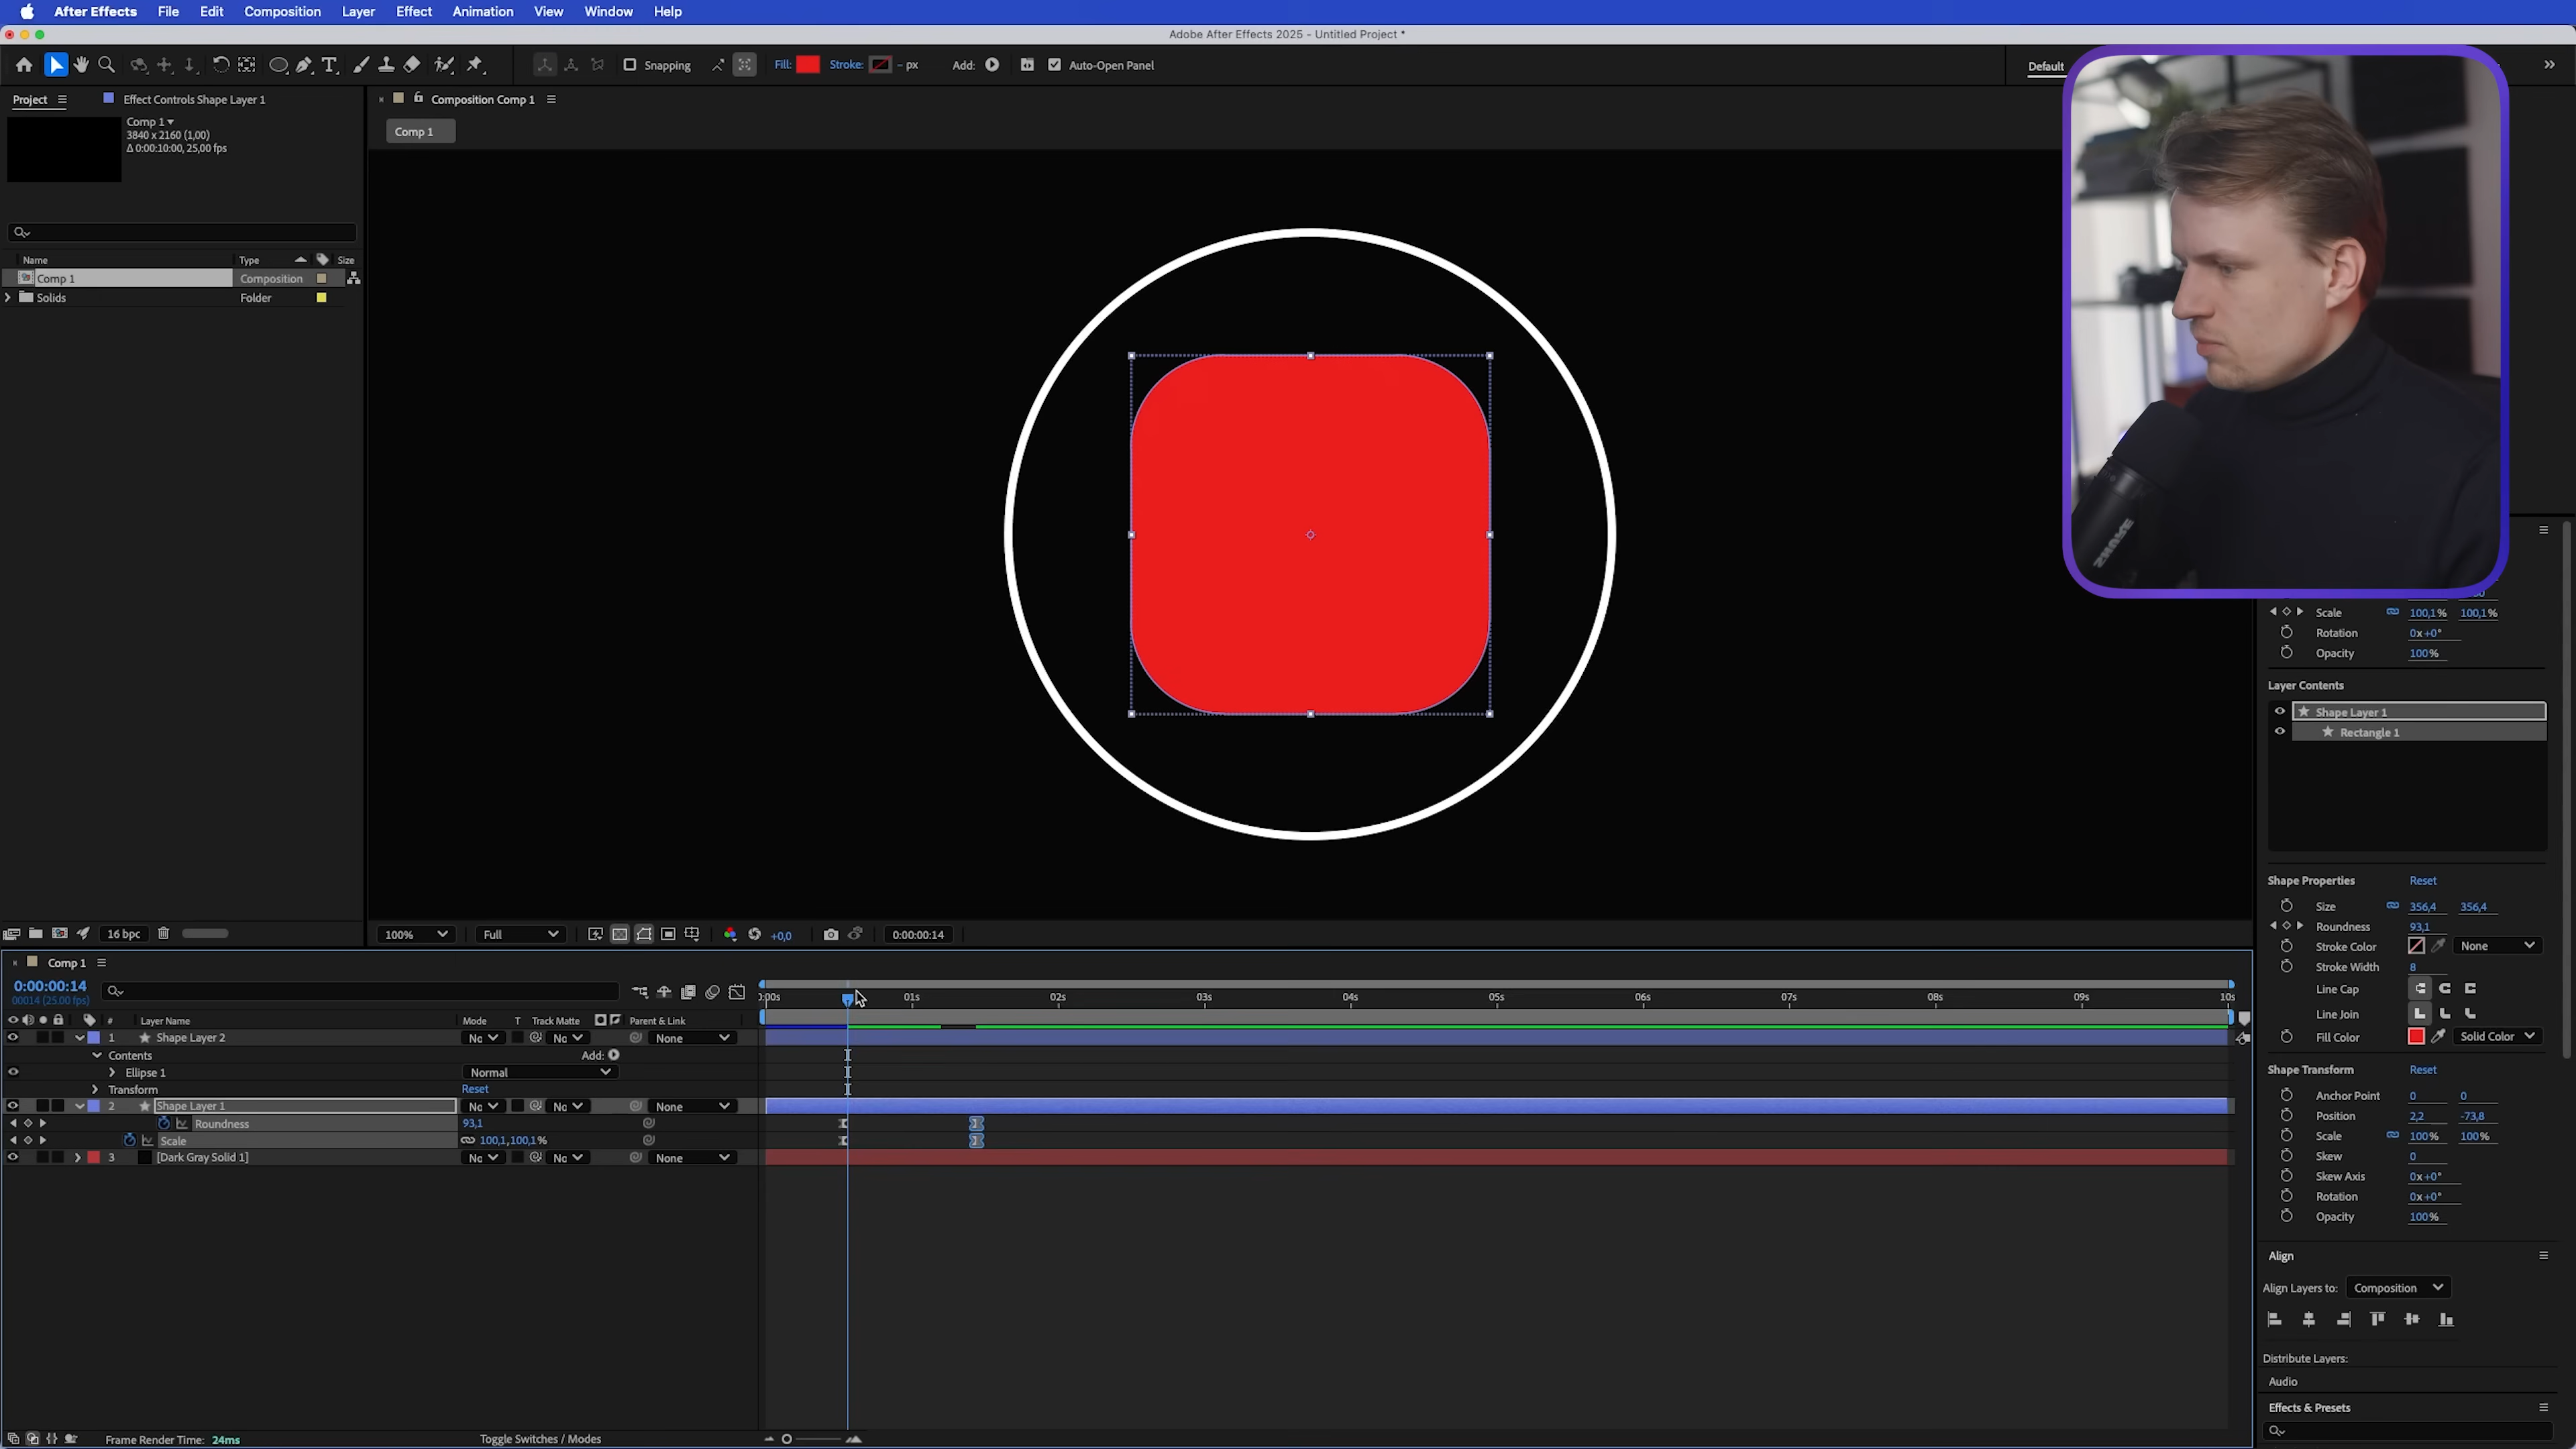 After Effects File Edit Composition Layer Effect Animation View Window Help
Adobe After Effects 2025 - Untitled Project *
Snapping Fill: Stroke: - px Add: Auto-Open Panel Default
Project Effect Controls Shape Layer 1
Composition Comp 1
Comp 1
3840 x 2160 (1,00)
Δ 0:00:10:00, 25,00 fps
Comp 1
Name Type Size
Comp 1 Composition
Solids Folder
SHURE
Scale 100,1% 100,1%
Rotation 0x+0°
Opacity 100%
Layer Contents
Shape Layer 1
Rectangle 1
Shape Properties Reset
Size 356,4 356,4
Roundness 93,1
Stroke Color None
Stroke Width 8
Line Cap
Line Join
Fill Color Solid Color
Shape Transform Reset
Anchor Point 0 0
Position 2,2 -73,8
Scale 100% 100%
Skew 0
Skew Axis 0x+0°
Rotation 0x+0°
Opacity 100%
Align
Align Layers to: Composition
Distribute Layers:
Audio
Effects & Presets
16 bpc
100% Full +0,0 0:00:00:14
Comp 1
0:00:00:14
00014 (25.00 fps)
):00s 01s 02s 03s 04s 05s 06s 07s 08s 09s 10s
# Layer Name Mode T Track Matte Parent & Link
1 Shape Layer 2 Nc Nc None
Contents Add:
Ellipse 1 Normal
Transform Reset
2 Shape Layer 1 Nc Nc None
Roundness 93,1
Scale 100,1,100,1%
3 [Dark Gray Solid 1] Nc Nc None
Frame Render Time: 24ms Toggle Switches / Modes